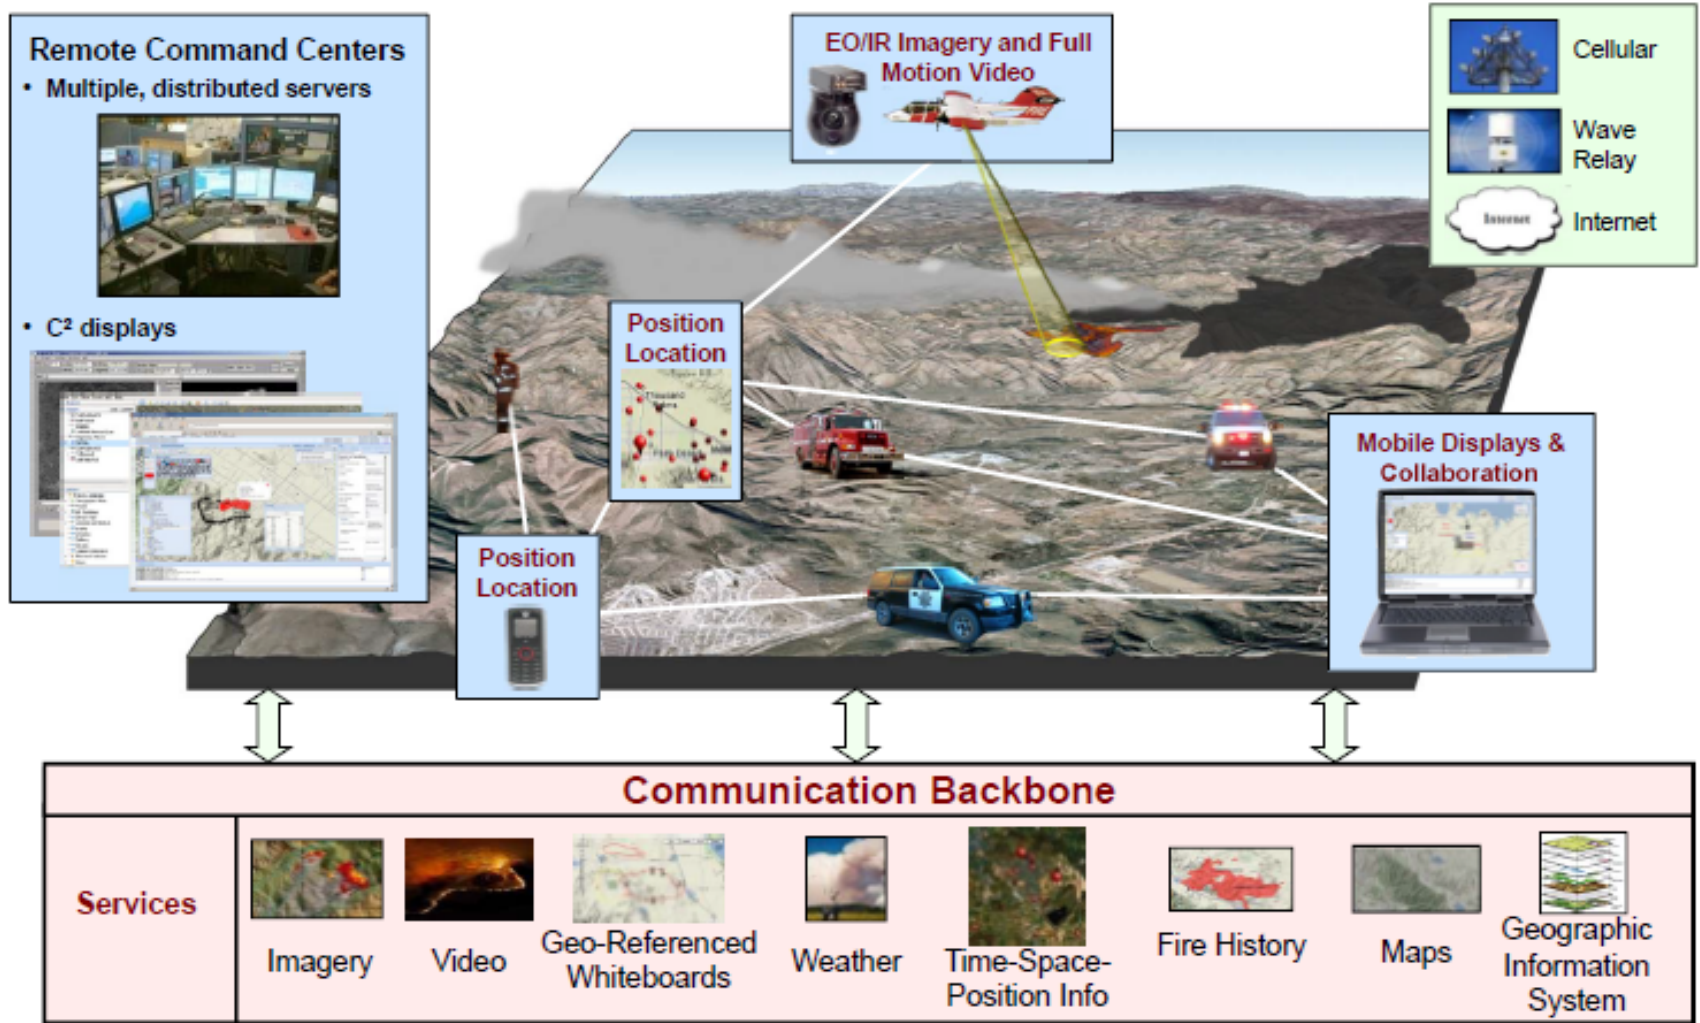 Remote Command Centers
• Multiple, distributed servers
• C² displays
EO/IR Imagery and Full
Motion Video
Cellular
Wave
Relay
Internet
Internet
Position
Location
Thousand
Position
Location
Mobile Displays &
Collaboration
Communication Backbone
Services
Imagery
Video
Geo-Referenced
Whiteboards
Weather
Time-Space-
Position Info
Fire History
Maps
Geographic
Information
System